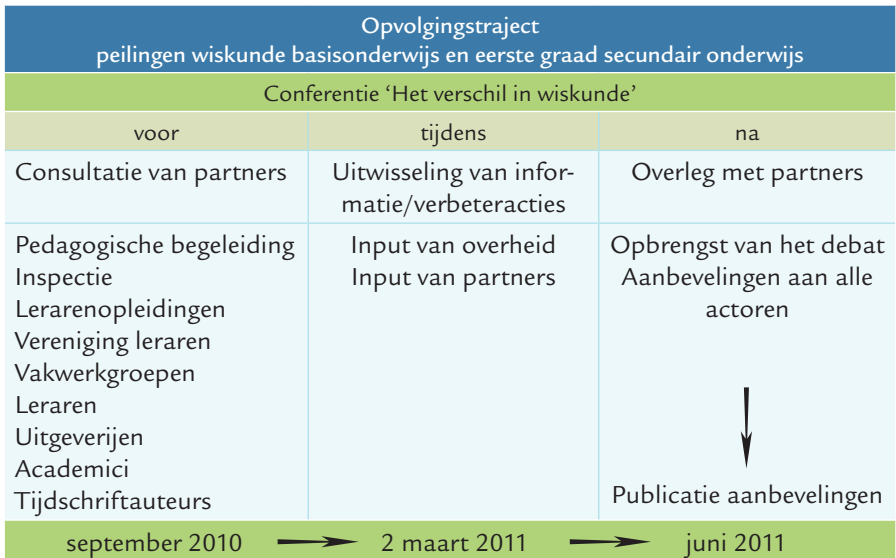 Opvolgingstraject
peilingen wiskunde basisonderwijs en eerste graad secundair onderwijs
Conferentie ‘Het verschil in wiskunde’
voor
tijdens
na
Consultatie van partners
Uitwisseling van infor-
matie/verbeteracties
Overleg met partners
Pedagogische begeleiding
Inspectie
Lerarenopleidingen
Vereniging leraren
Vakwerkgroepen
Leraren
Uitgeverijen
Academici
Tijdschriftauteurs
Input van overheid
Input van partners
Opbrengst van het debat
Aanbevelingen aan alle
actoren
Publicatie aanbevelingen
september 2010
2 maart 2011
juni 2011